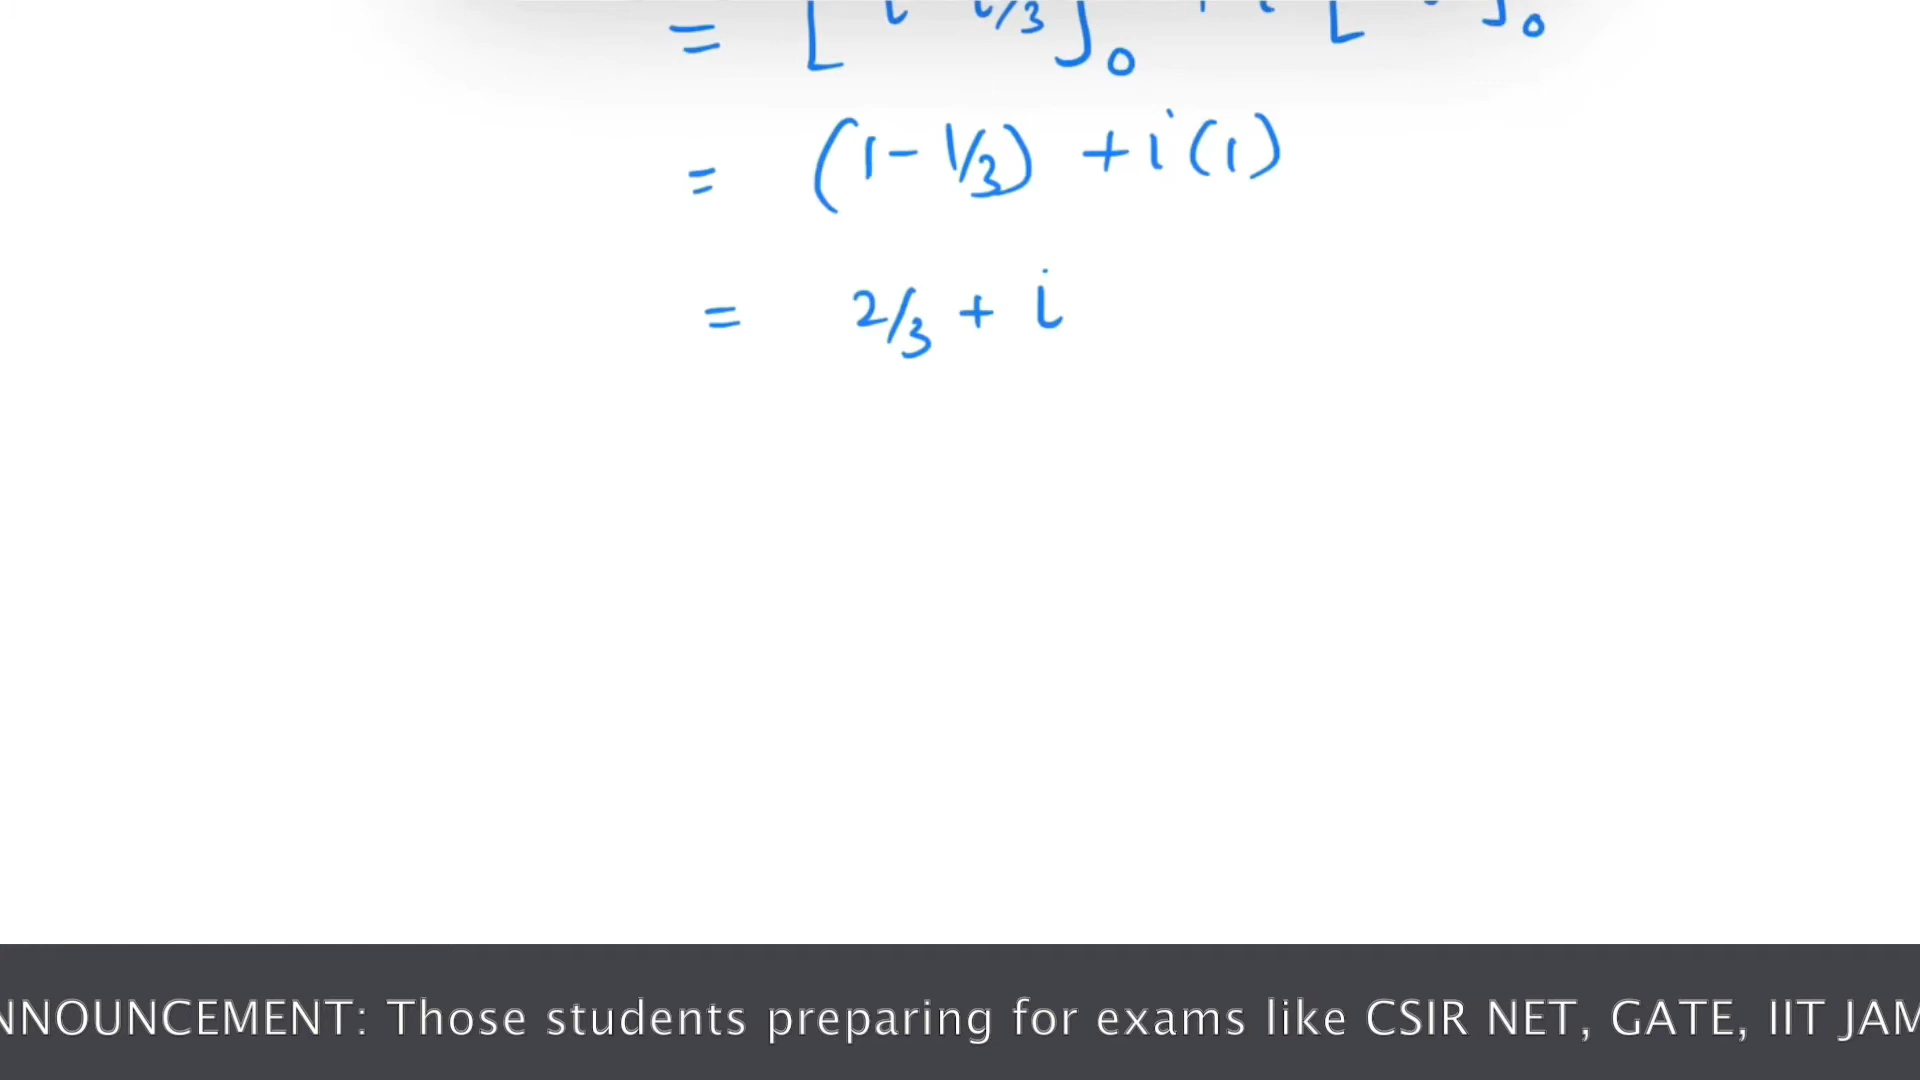 =
= (1 - 1/3) + i (1)
= 2/3 + i
NNOUNCEMENT: Those students preparing for exams like CSIR NET, GATE, IIT JAM